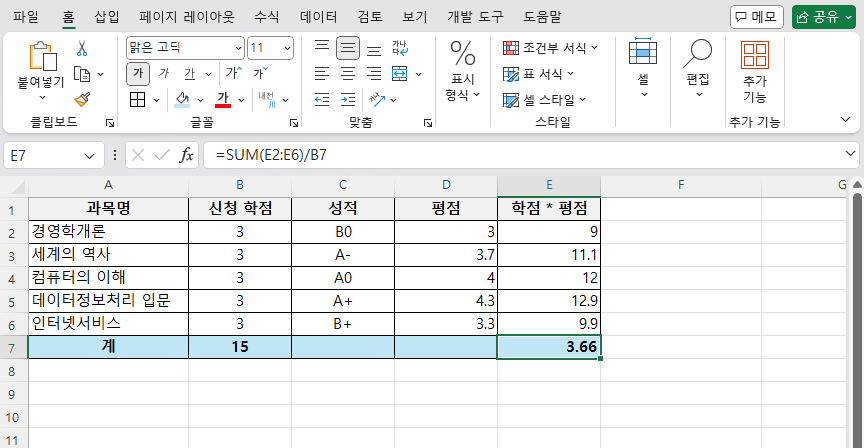 파일 홈 삽입 페이지 레이아웃 수식 데이터 검토 보기 개발 도구 도움말 메모 공유
붙여넣기
맑은 고딕 11
가나다
가 가 가 가 가
내천
클립보드
글꼴
맞춤
표시 형식
조건부 서식
표 서식
셀 스타일
스타일
셀
편집
추가 기능
추가 기능
E7 fx =SUM(E2:E6)/B7
A B C D E F G
1 과목명 신청 학점 성적 평점 학점 * 평점
2 경영학개론 3 B0 3 9
3 세계의 역사 3 A- 3.7 11.1
4 컴퓨터의 이해 3 A0 4 12
5 데이터정보처리 입문 3 A+ 4.3 12.9
6 인터넷서비스 3 B+ 3.3 9.9
7 계 15 3.66
8
9
10
11